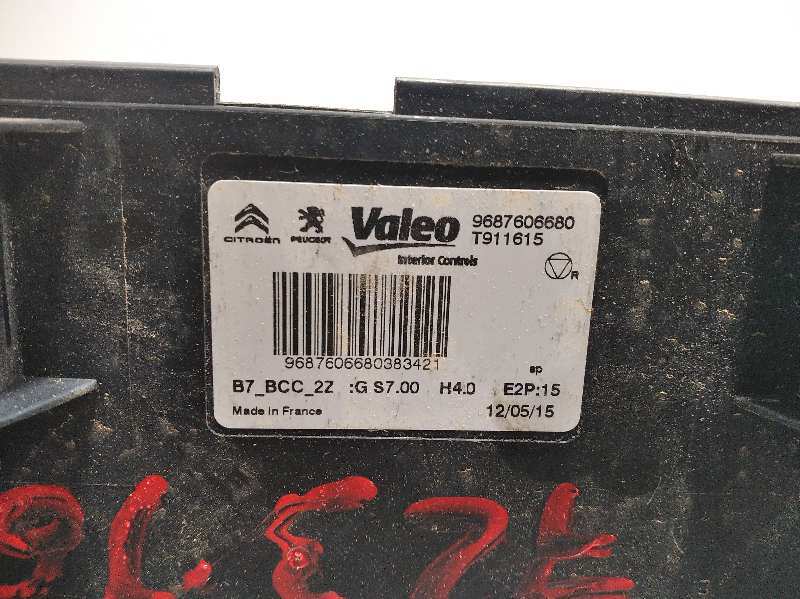 CITROËN PEUGEOT Valeo 9687606680
T911615
Interior Controls
R
9687606680383421
sp
B7_BCC_2Z :G S7.00 H4.0 E2P:15
Made in France 12/05/15